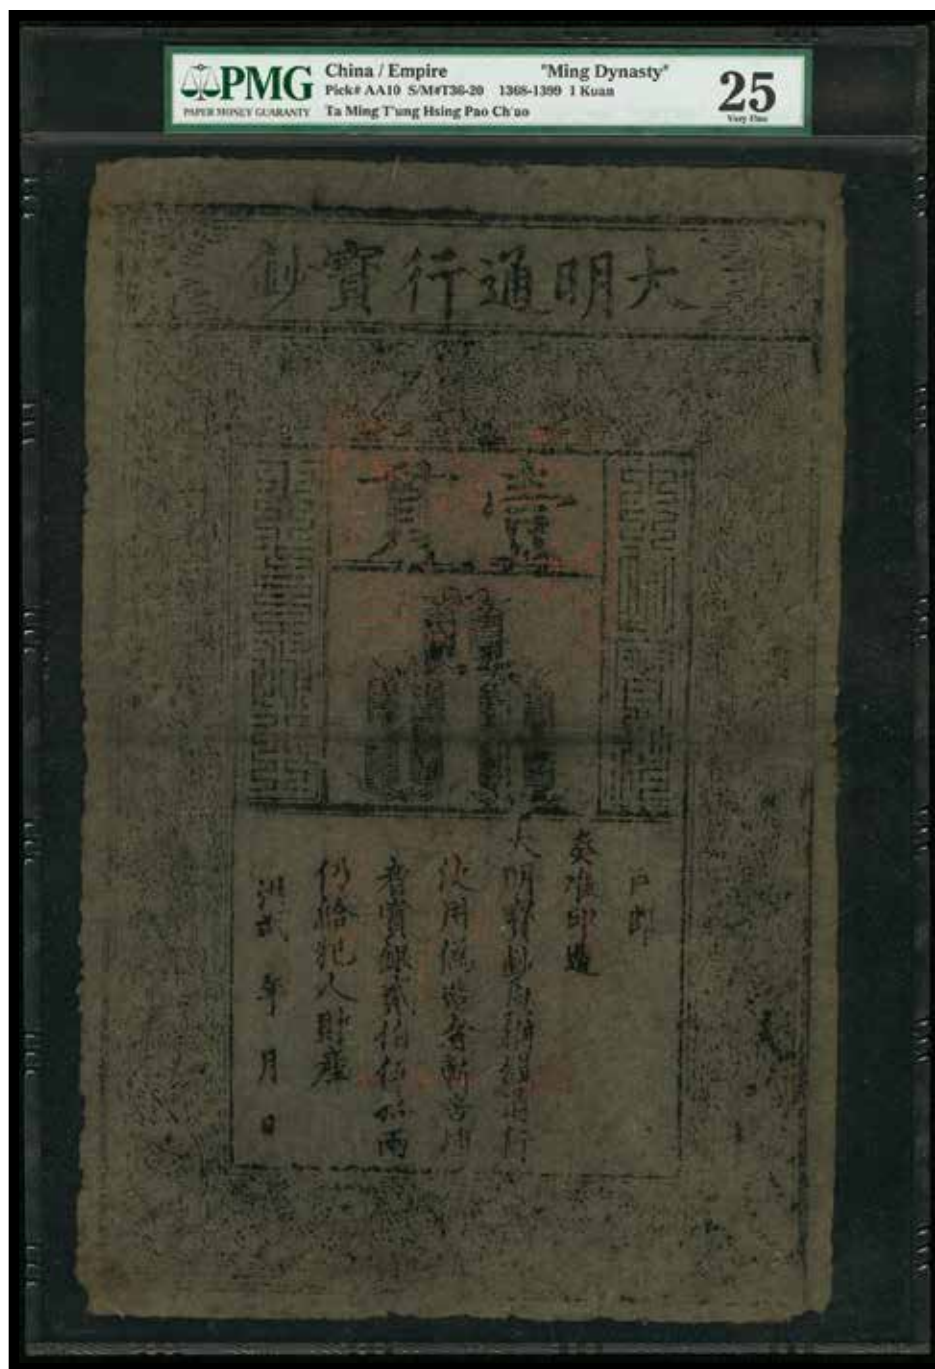 PMG
PAPER MONEY GUARANTY
China / Empire "Ming Dynasty"
Pick# AA10 S/M#T36-20 1368-1399 1 Kuan
Ta Ming T'ung Hsing Pao Ch'ao
25
Very Fine
大明通行寶鈔
壹貫
戶部
奏准印造
大明寶鈔與銅錢通行
使用偽造者斬告捕
者賞銀貳伯伍拾兩
仍給犯人財產
洪武 年 月 日